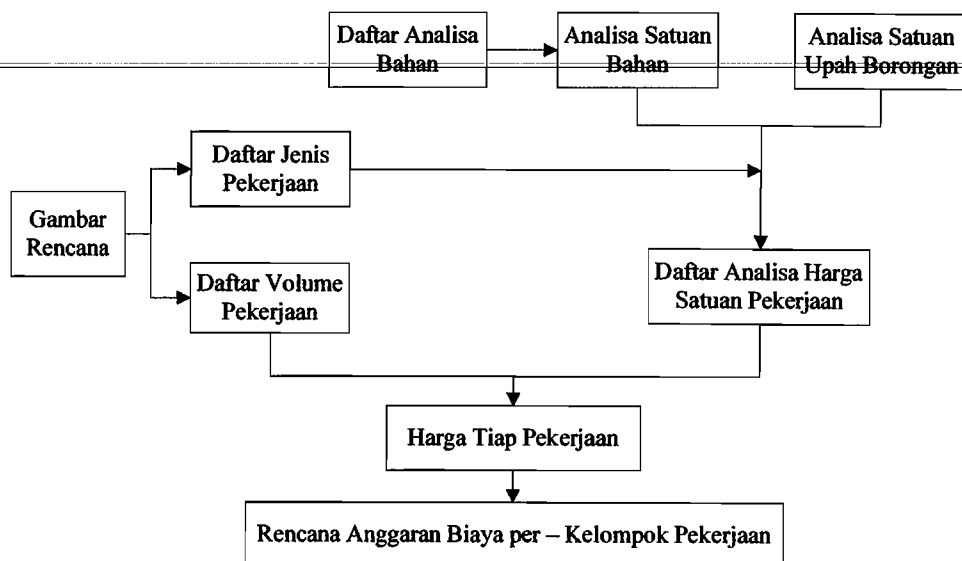 Daftar Analisa
Bahan
Analisa Satuan
Bahan
Analisa Satuan
Upah Borongan
Daftar Jenis
Pekerjaan
Gambar
Rencana
Daftar Volume
Pekerjaan
Daftar Analisa Harga
Satuan Pekerjaan
Harga Tiap Pekerjaan
Rencana Anggaran Biaya per – Kelompok Pekerjaan